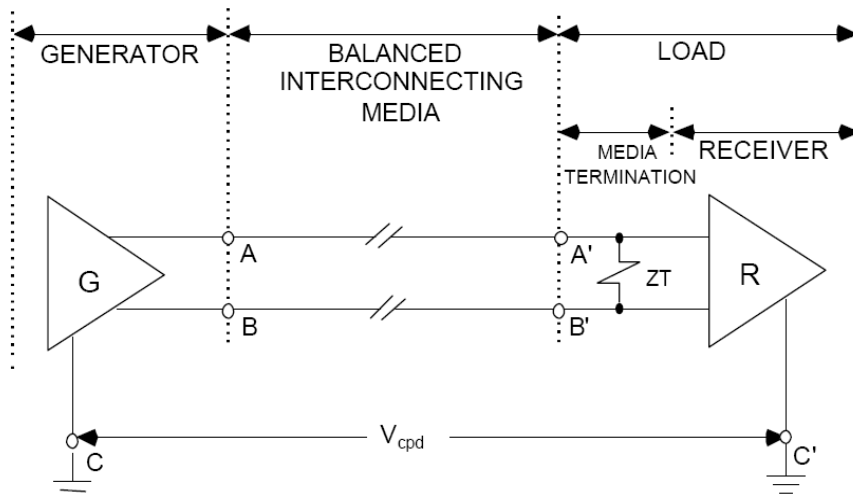 GENERATOR
BALANCED
INTERCONNECTING
MEDIA
LOAD
MEDIA
TERMINATION
RECEIVER
A
A'
G
ZT
R
B
B'
Vcpd
C
C'